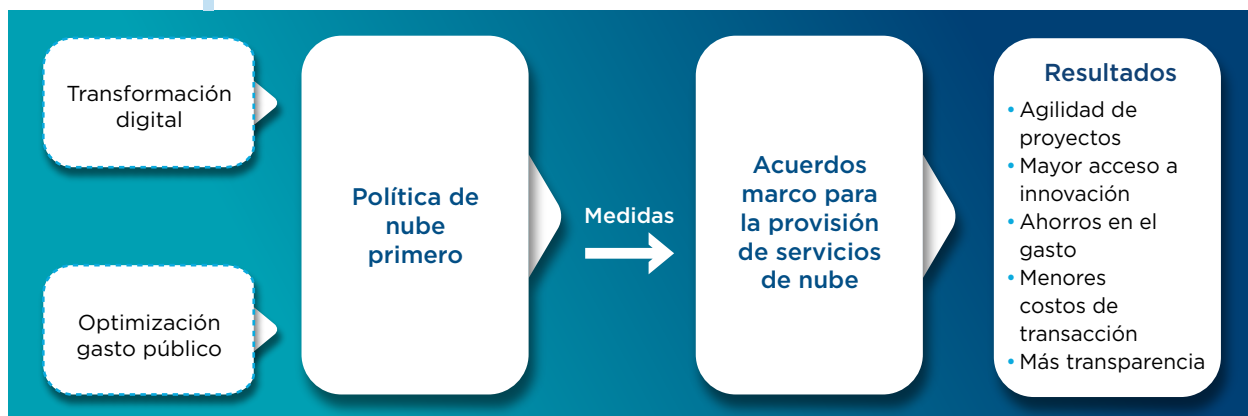 Transformación
digital
Optimización
gasto público
Política de
nube
primero
Medidas
Acuerdos
marco para
la provisión
de servicios
de nube
Resultados
• Agilidad de
proyectos
• Mayor acceso a
innovación
• Ahorros en el
gasto
• Menores
costos de
transacción
• Más transparencia